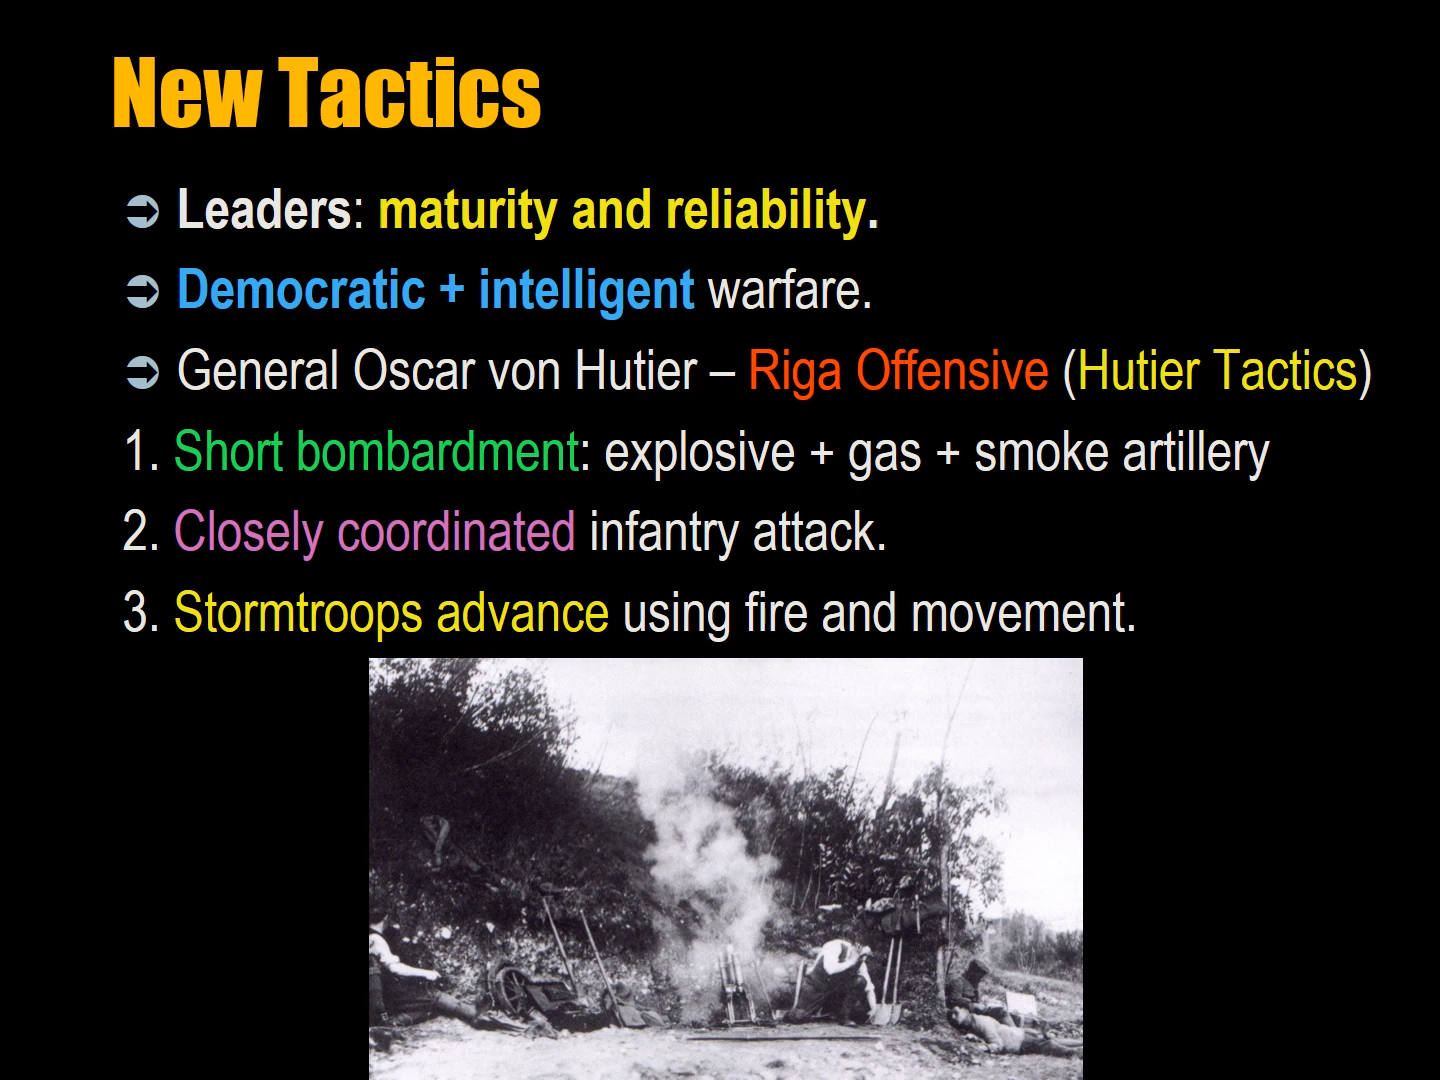 New Tactics
➲ Leaders: maturity and reliability.
➲ Democratic + intelligent warfare.
➲ General Oscar von Hutier – Riga Offensive (Hutier Tactics)
1. Short bombardment: explosive + gas + smoke artillery
2. Closely coordinated infantry attack.
3. Stormtroops advance using fire and movement.